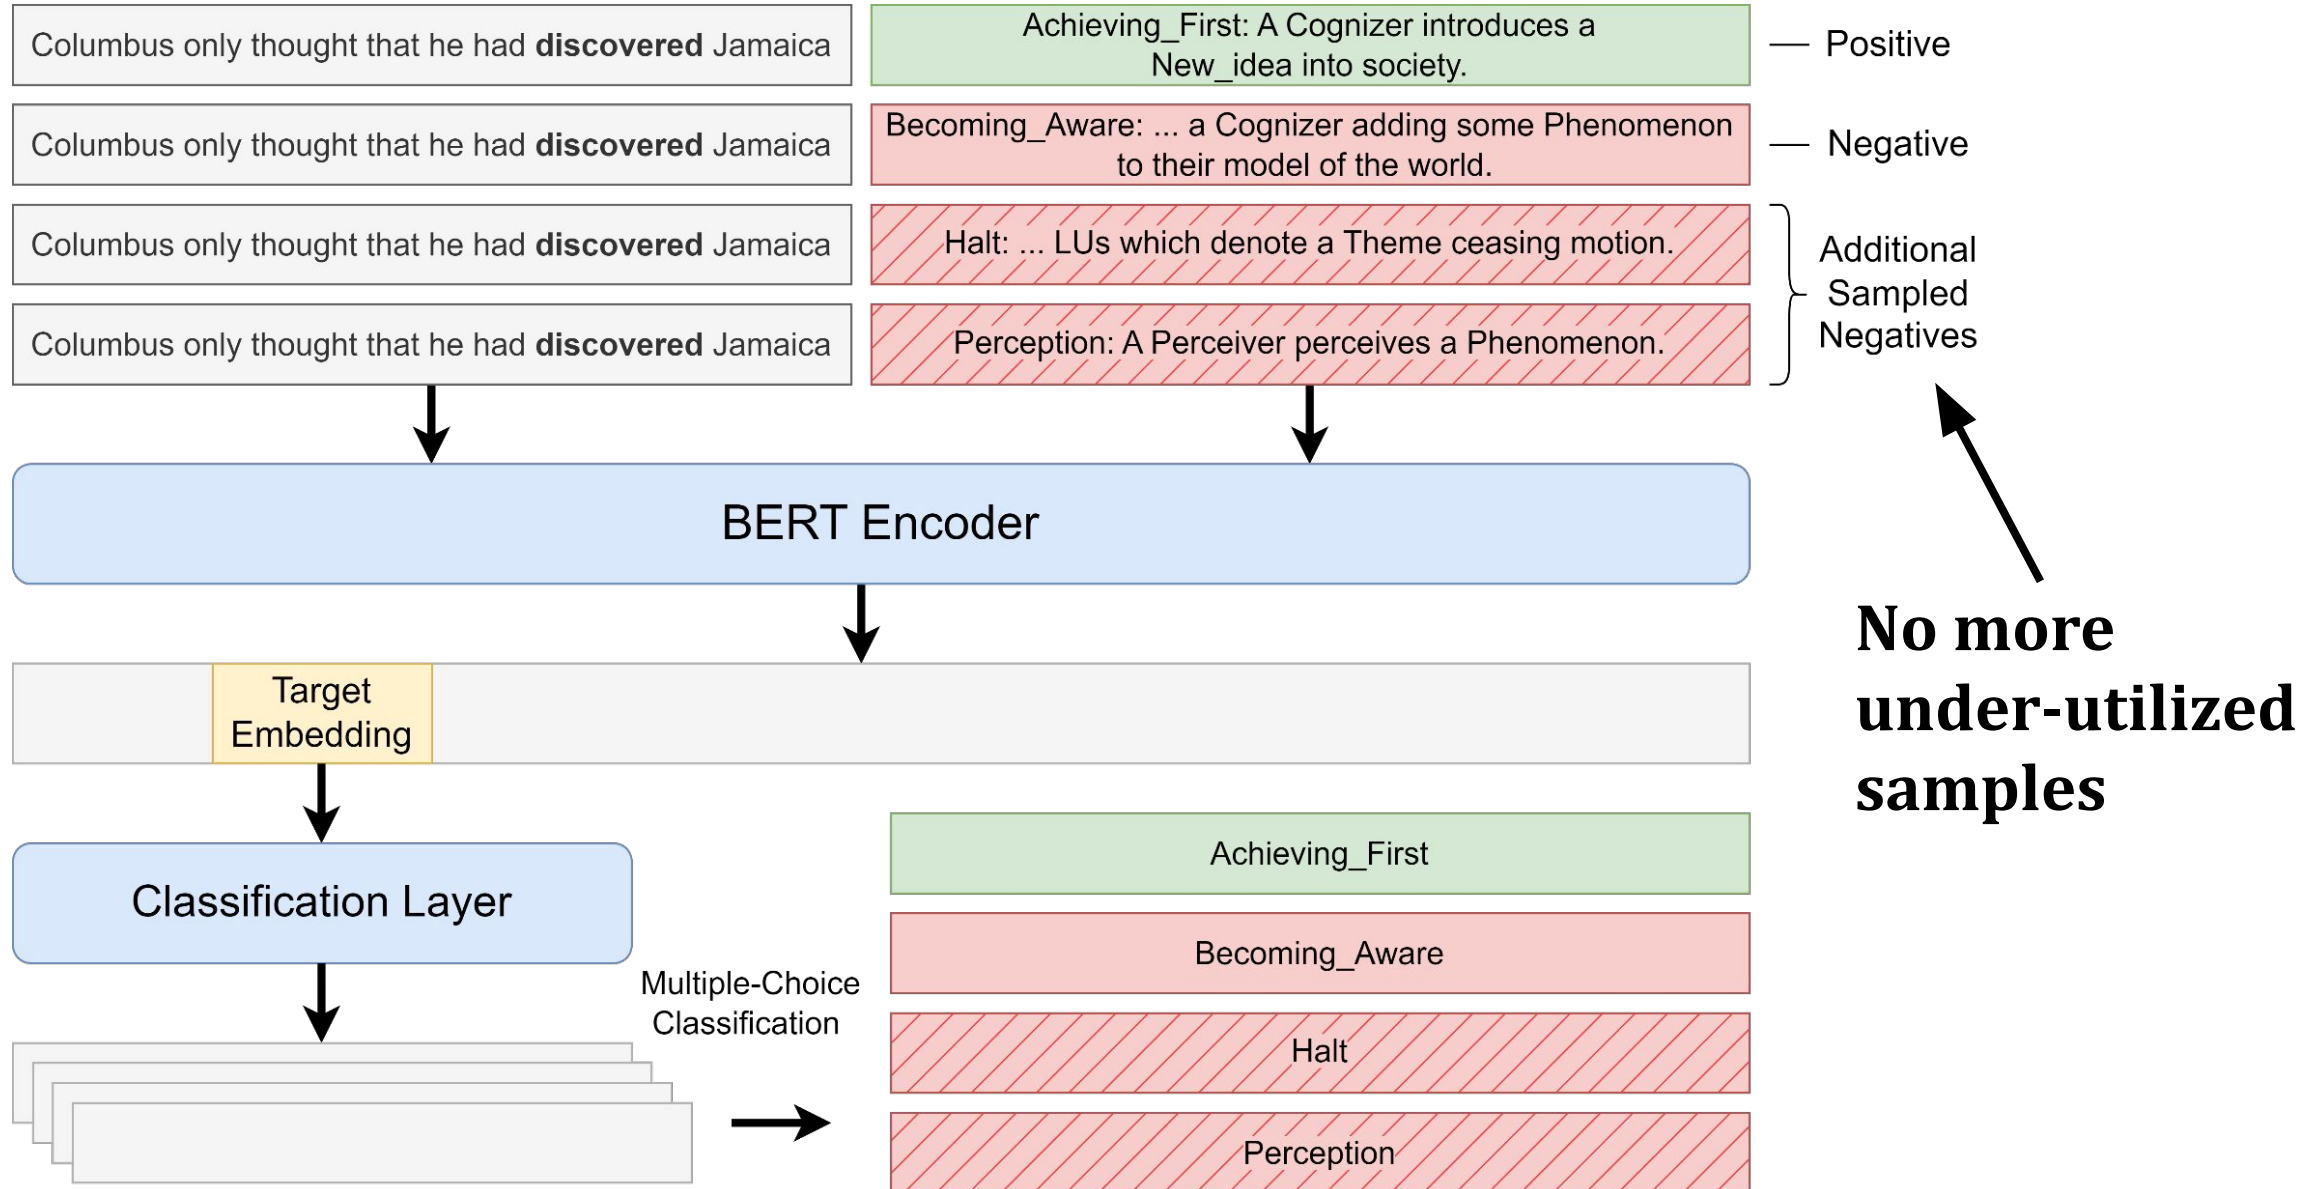 Columbus only thought that he had discovered Jamaica
Achieving_First: A Cognizer introduces a
New_idea into society.
Positive
Columbus only thought that he had discovered Jamaica
Becoming_Aware: ... a Cognizer adding some Phenomenon
to their model of the world.
Negative
Columbus only thought that he had discovered Jamaica
Halt: ... LUs which denote a Theme ceasing motion.
Columbus only thought that he had discovered Jamaica
Perception: A Perceiver perceives a Phenomenon.
Additional
Sampled
Negatives
BERT Encoder
No more
under-utilized
samples
Target
Embedding
Classification Layer
Multiple-Choice
Classification
Achieving_First
Becoming_Aware
Halt
Perception